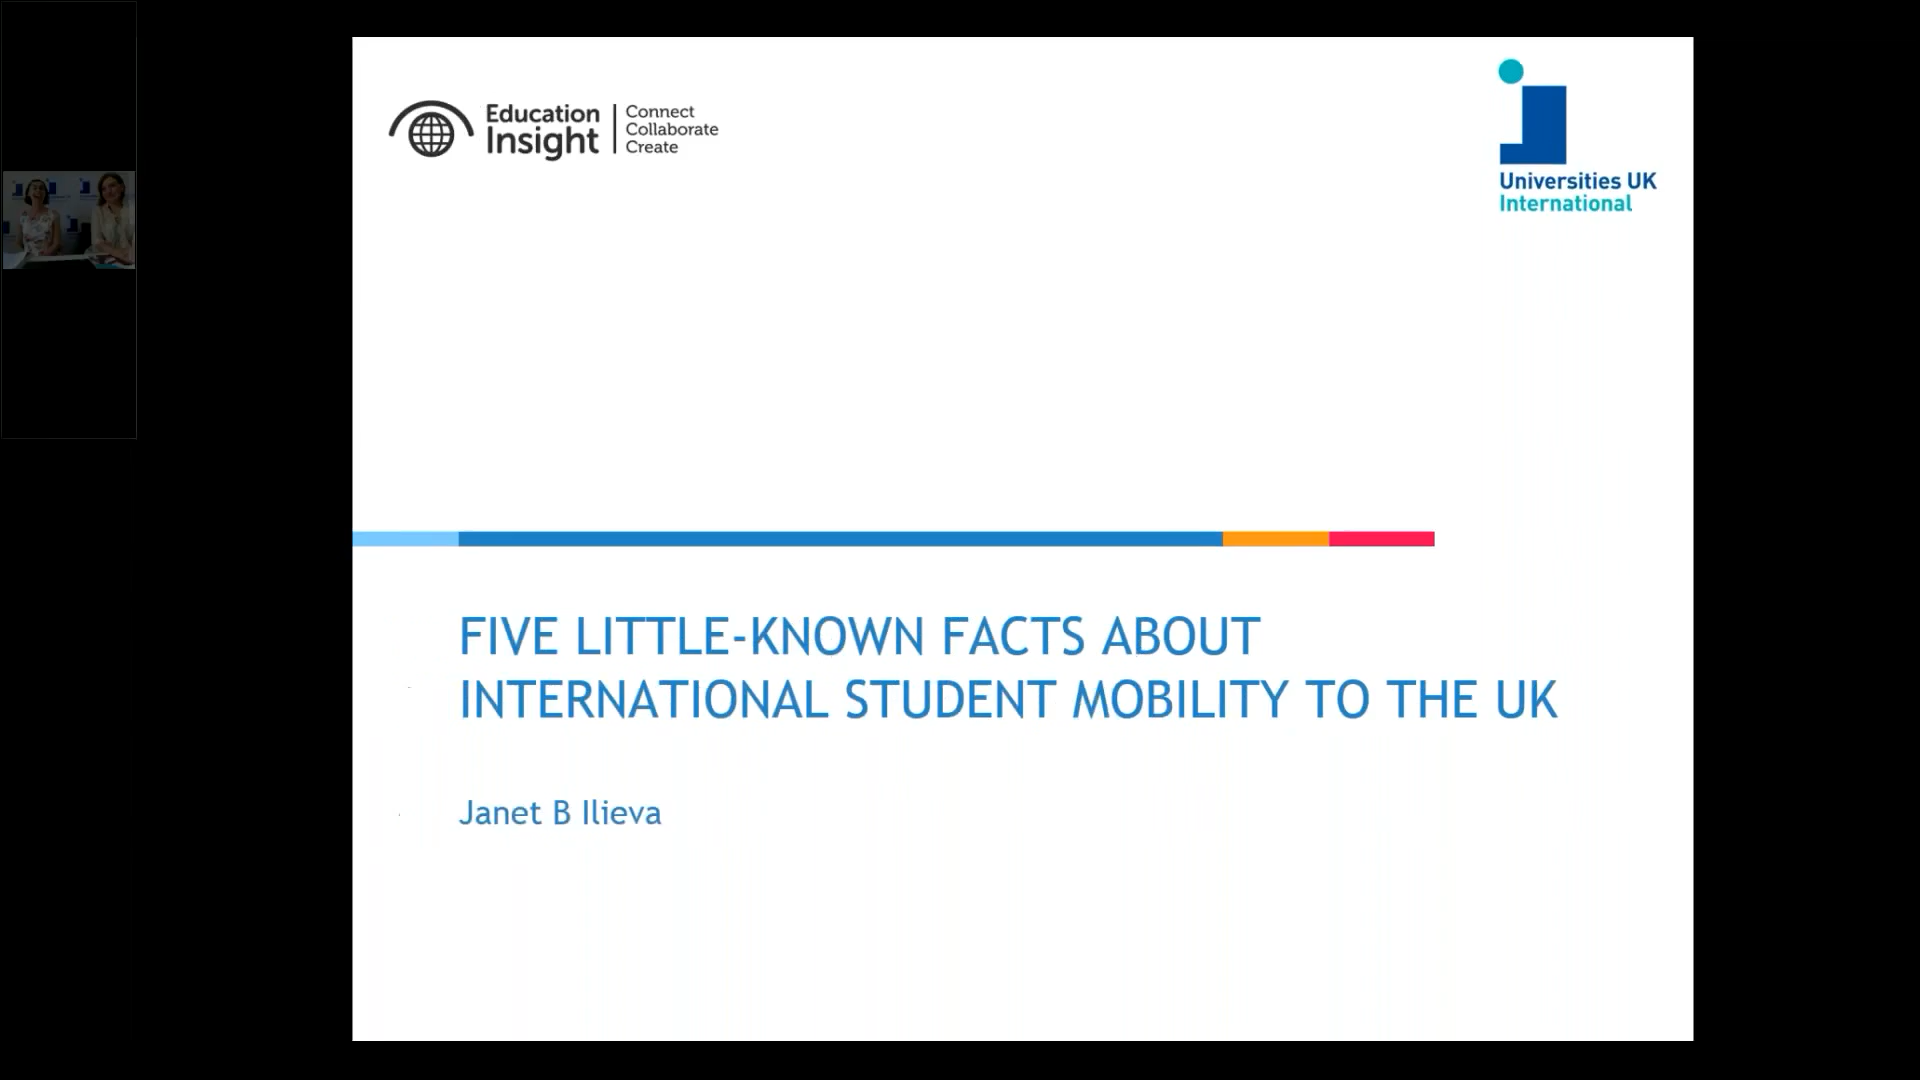 Education
Insight
Connect
Collaborate
Create
Universities UK
International
FIVE LITTLE-KNOWN FACTS ABOUT
INTERNATIONAL STUDENT MOBILITY TO THE UK
Janet B Ilieva